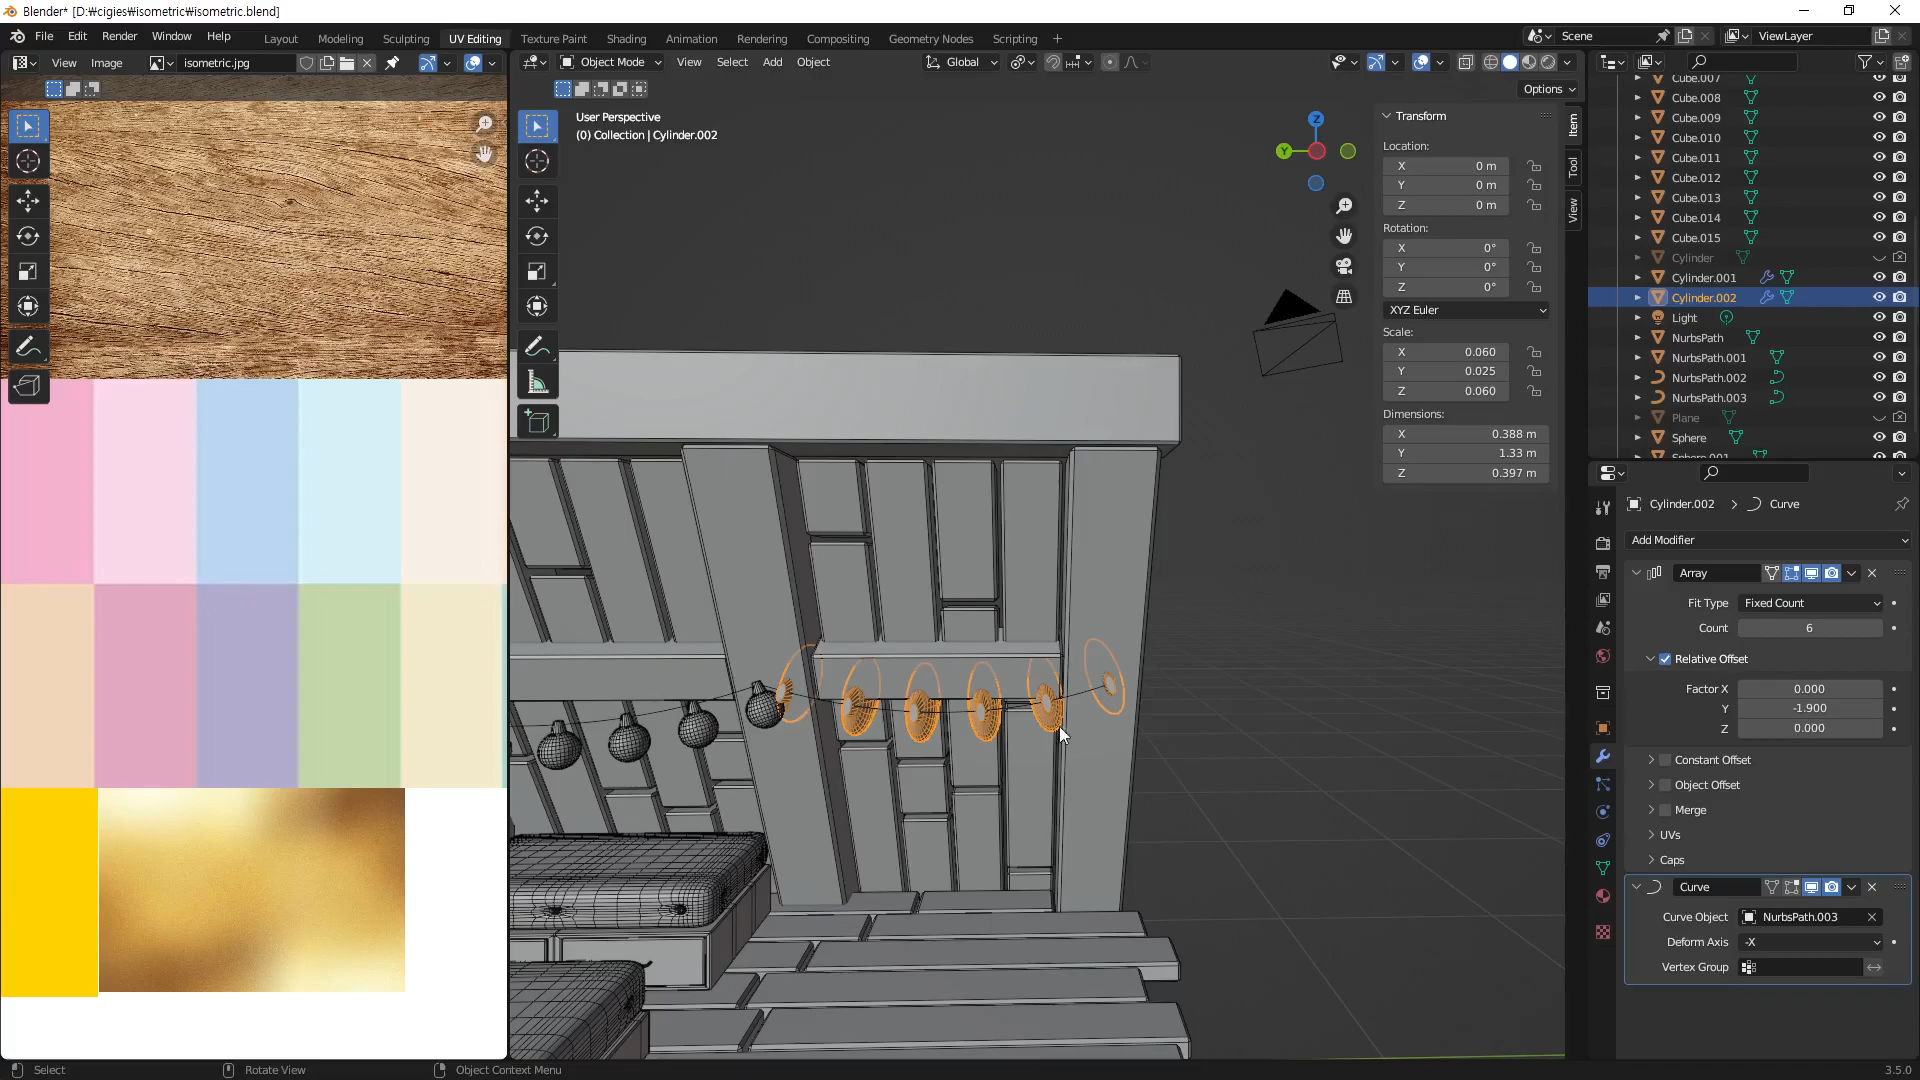 Blender* [D:₩cigies₩isometric₩isometric.blend]
File Edit Render Window Help
Layout Modeling Sculpting UV Editing Texture Paint Shading Animation Rendering Compositing Geometry Nodes Scripting +
Scene
ViewLayer
View Image
isometric.jpg
Object Mode View Select Add Object
Global
Options
User Perspective
(0) Collection | Cylinder.002
Z
Y
Item
Tool
View
Transform
Location:
X 0 m
Y 0 m
Z 0 m
Rotation:
X 0°
Y 0°
Z 0°
XYZ Euler
Scale:
X 0.060
Y 0.025
Z 0.060
Dimensions:
X 0.388 m
Y 1.33 m
Z 0.397 m
Cube.007
Cube.008
Cube.009
Cube.010
Cube.011
Cube.012
Cube.013
Cube.014
Cube.015
Cylinder
Cylinder.001
Cylinder.002
Light
NurbsPath
NurbsPath.001
NurbsPath.002
NurbsPath.003
Plane
Sphere
Sphere.001
Cylinder.002 > Curve
Add Modifier
Array
Fit Type Fixed Count
Count 6
Relative Offset
Factor X 0.000
Y -1.900
Z 0.000
Constant Offset
Object Offset
Merge
UVs
Caps
Curve
Curve Object NurbsPath.003
Deform Axis -X
Vertex Group
Select
Rotate View
Object Context Menu
3.5.0